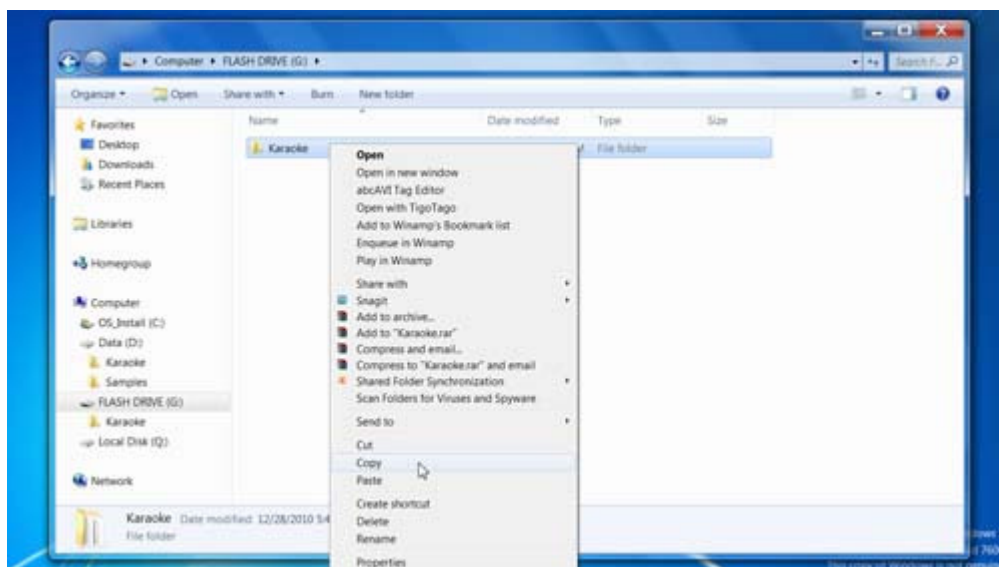 Computer ▸ FLASH DRIVE (G:) ▸
Search F...
Organize Open Share with Burn New folder
Name Date modified Type Size
Favorites
Desktop
Downloads
Recent Places
Libraries
Homegroup
Computer
OS_Install (C:)
Data (D:)
Karaoke
Samples
FLASH DRIVE (G:)
Karaoke
Local Disk (Q:)
Network
Karaoke File folder
Open
Open in new window
abcAVI Tag Editor
Open with TigoTago
Add to Winamp's Bookmark list
Enqueue in Winamp
Play in Winamp
Share with
Snagit
Add to archive...
Add to "Karaoke.rar"
Compress and email...
Compress to "Karaoke.rar" and email
Shared Folder Synchronization
Scan Folders for Viruses and Spyware
Send to
Cut
Copy
Paste
Create shortcut
Delete
Rename
Properties
Karaoke Date modified: 12/28/2010 5:4
File folder